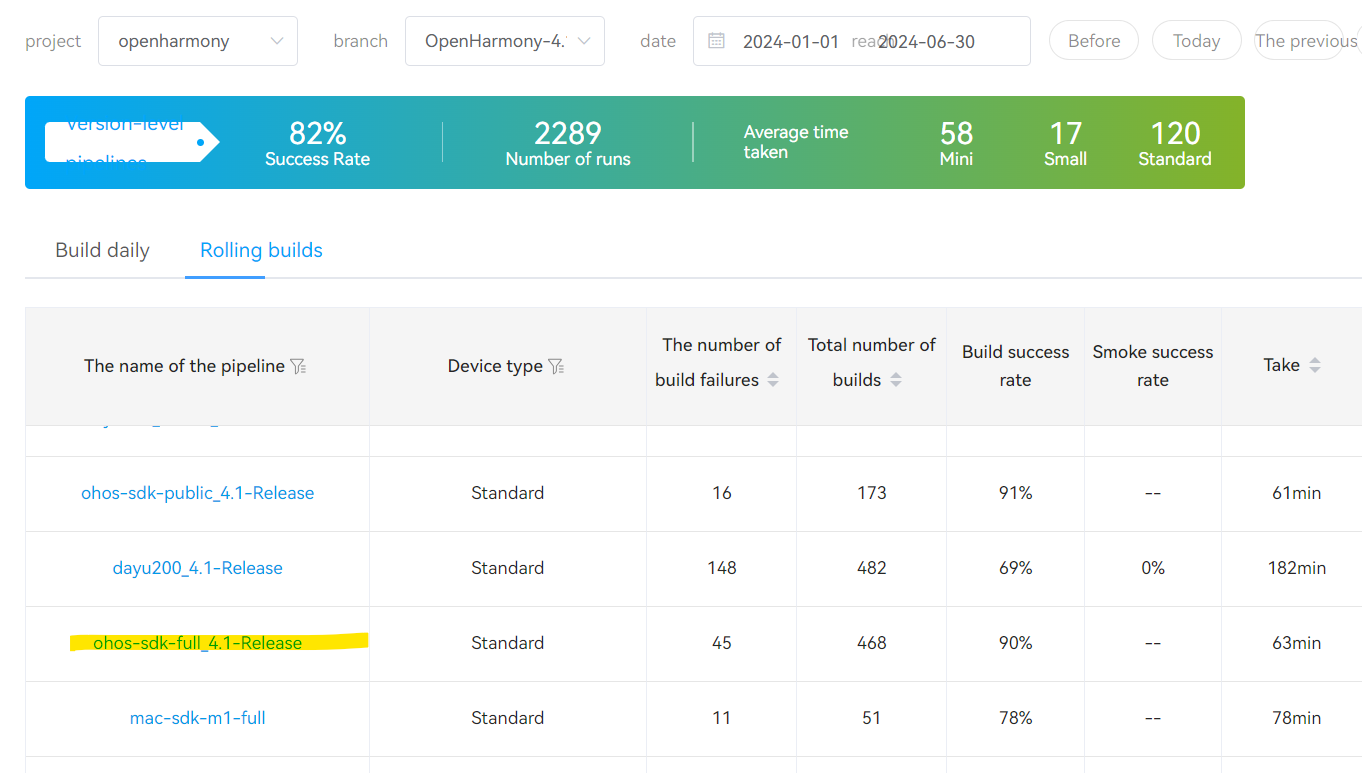 project openharmony branch OpenHarmony-4. date 2024-01-01 reach 2024-06-30 Before Today The previous
Version-level
pipelines
82%
Success Rate
2289
Number of runs
Average time
taken
58
Mini
17
Small
120
Standard
Build daily Rolling builds
The name of the pipeline
Device type
The number of
build failures
Total number of
builds
Build success
rate
Smoke success
rate
Take
ohos-sdk-public_4.1-Release Standard 16 173 91% -- 61min
dayu200_4.1-Release Standard 148 482 69% 0% 182min
ohos-sdk-full_4.1-Release Standard 45 468 90% -- 63min
mac-sdk-m1-full Standard 11 51 78% -- 78min